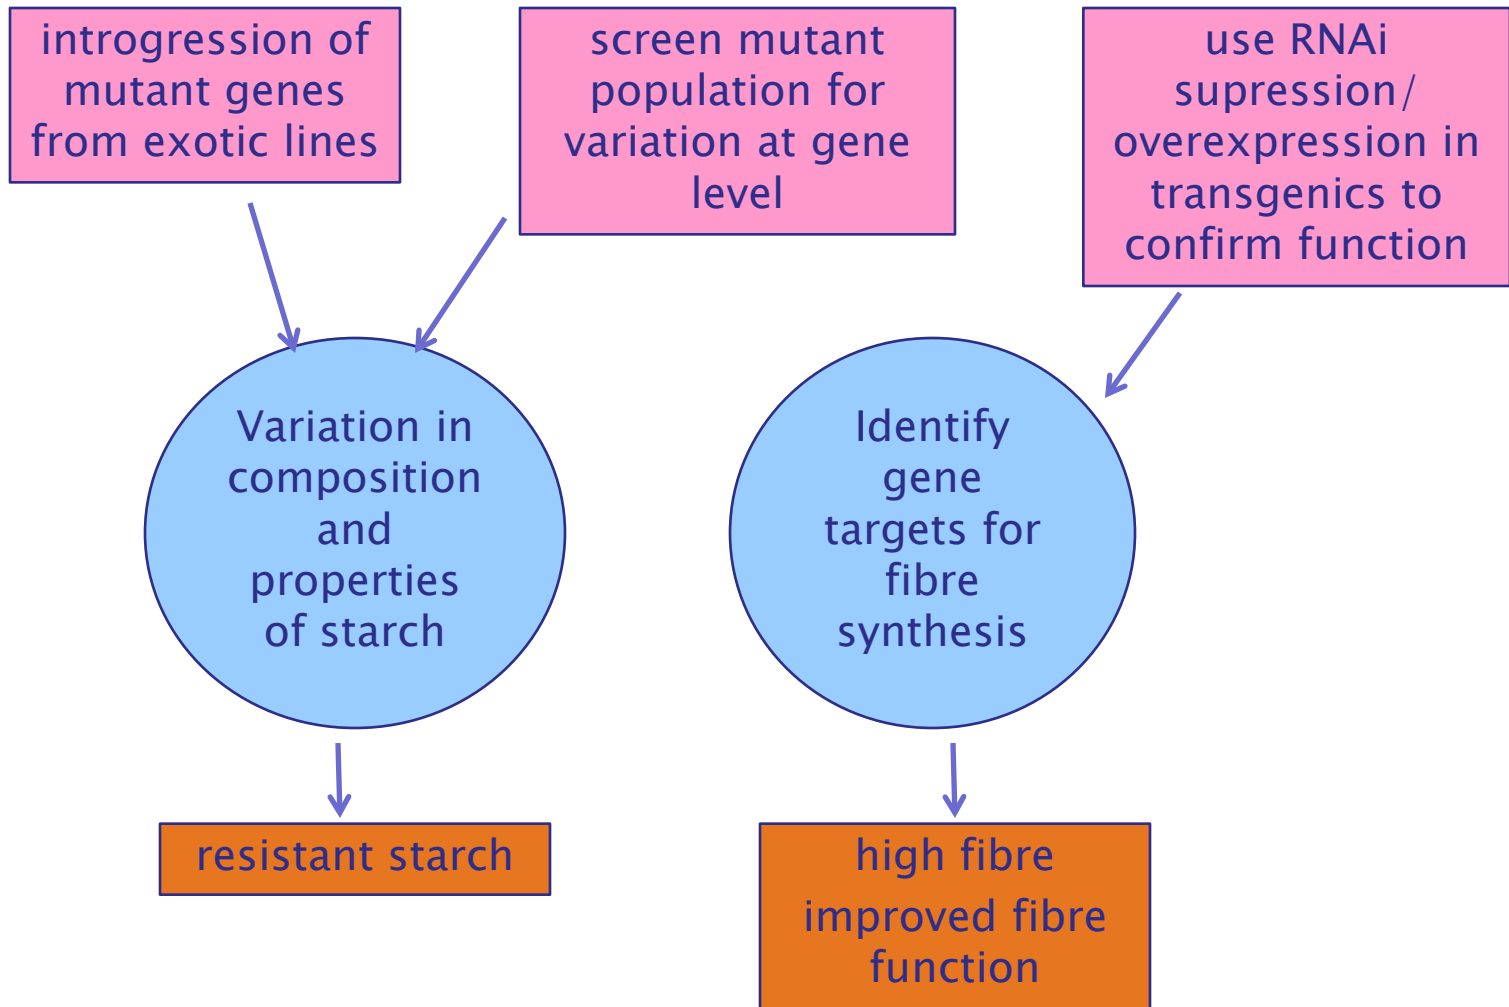 introgression of
mutant genes
from exotic lines
screen mutant
population for
variation at gene
level
use RNAi
supression/
overexpression in
transgenics to
confirm function
Variation in
composition
and
properties
of starch
Identify
gene
targets for
fibre
synthesis
resistant starch
high fibre
improved fibre
function